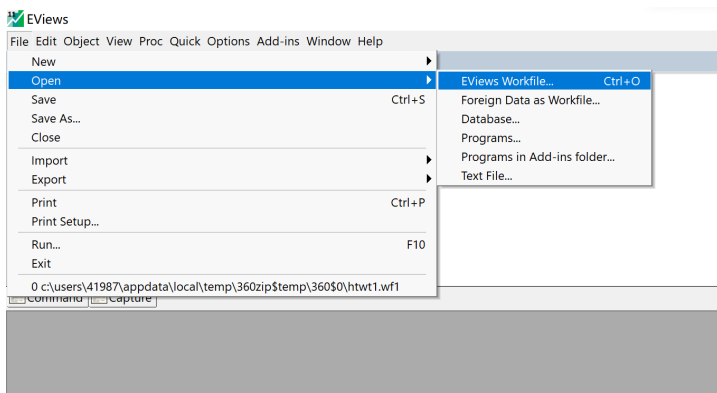 EViews
File Edit Object View Proc Quick Options Add-ins Window Help
New
Open
EViews Workfile... Ctrl+O
Save Ctrl+S
Foreign Data as Workfile...
Save As...
Database...
Close
Programs...
Import
Programs in Add-ins folder...
Export
Text File...
Print Ctrl+P
Print Setup...
Run... F10
Exit
0 c:\users\41987\appdata\local\temp\360zip$temp\360$0\htwt1.wf1
Command Capture